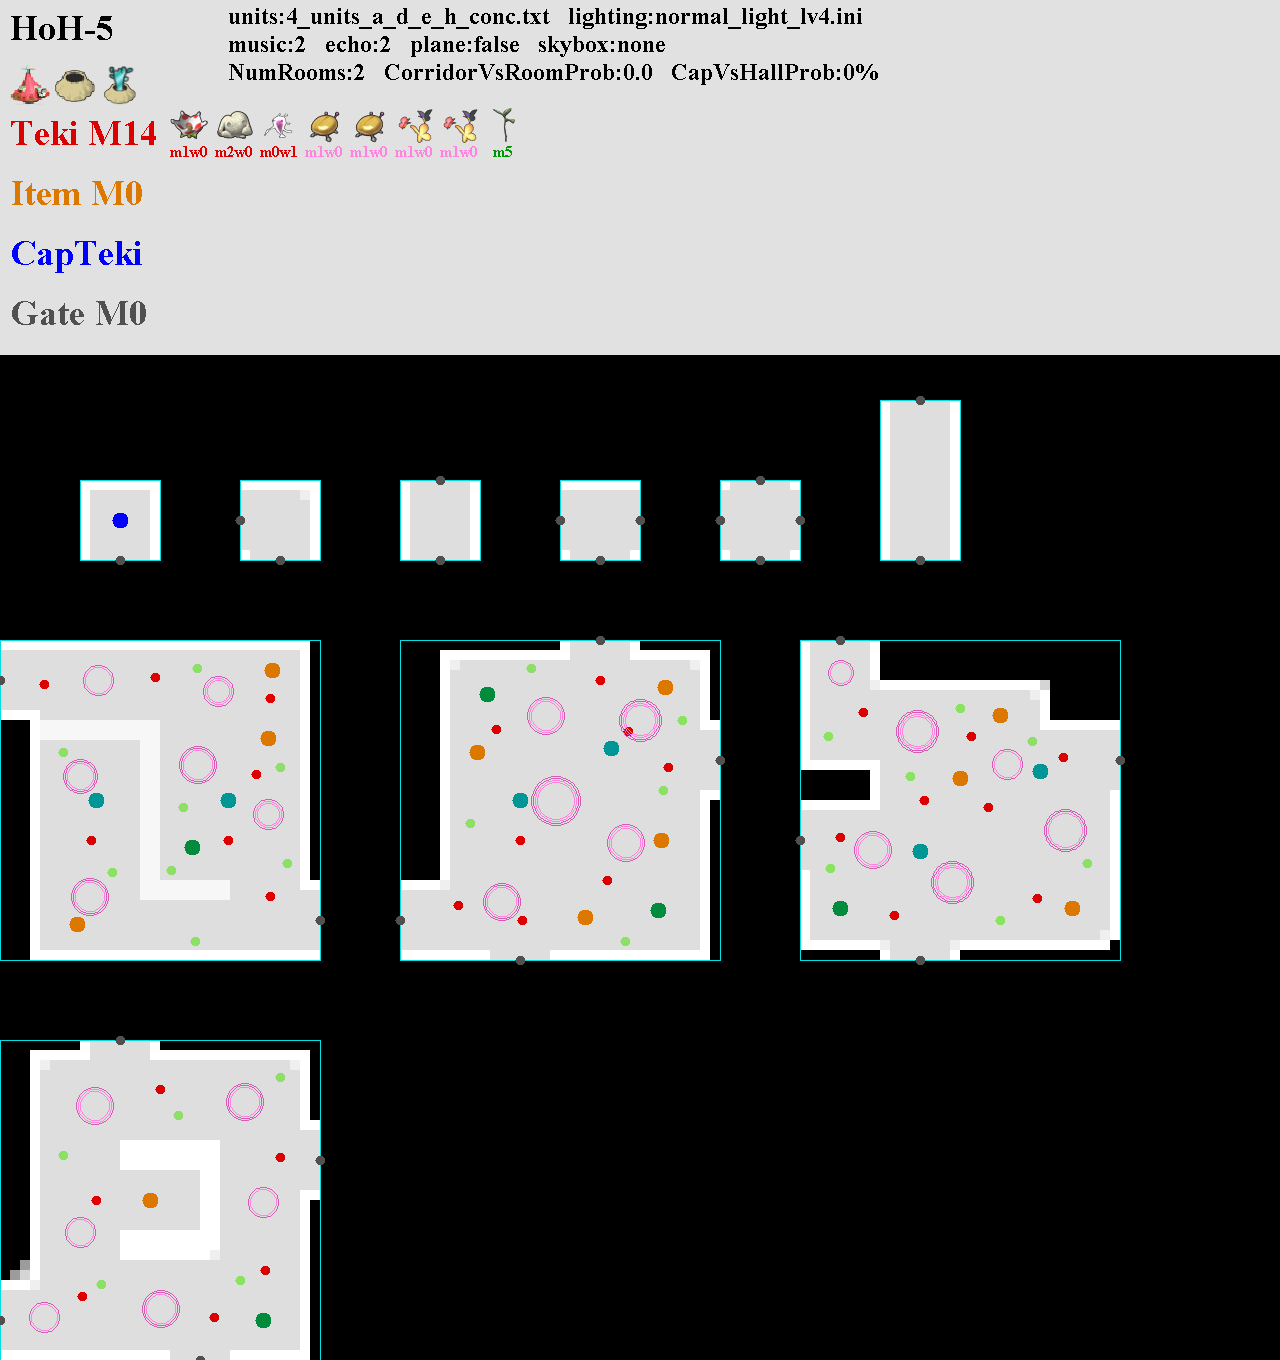 HoH-5
units:4_units_a_d_e_h_conc.txt lighting:normal_light_lv4.ini
music:2 echo:2 plane:false skybox:none
NumRooms:2 CorridorVsRoomProb:0.0 CapVsHallProb:0%
Teki M14
m1w0 m2w0 m0w1 m1w0 m1w0 m1w0 m1w0 m5
Item M0
CapTeki
Gate M0